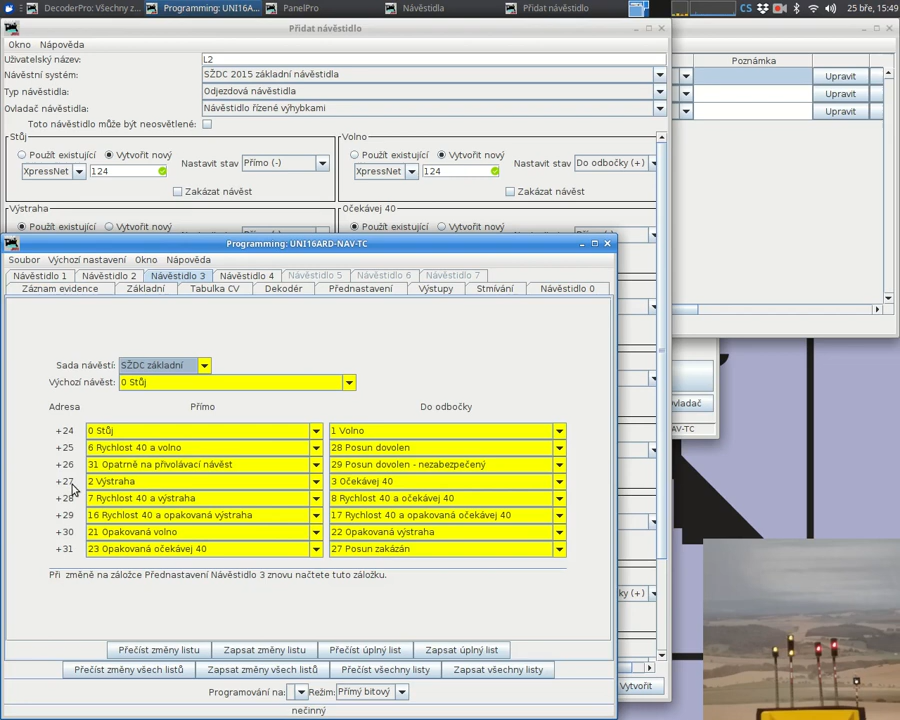 DecoderPro: Všechny z...
Programming: UNI16A...
PanelPro
Návěstidla
Přidat návěstidlo
CS
25 bře, 15:49
Přidat návěstidlo
Okno Nápověda
Uživatelský název: L2
Návěstní systém: SŽDC 2015 základní návěstidla
Typ návěstidla: Odjezdová návěstidla
Ovladač návěstidla: Návěstidlo řízené výhybkami
Toto návěstidlo může být neosvětlené:
Stůj
Použít existující Vytvořit nový
XpressNet 124
Nastavit stav Přímo (-)
Zakázat návěst
Volno
Použít existující Vytvořit nový
XpressNet 124
Nastavit stav Do odbočky (+)
Zakázat návěst
Výstraha
Použít existující Vytvořit nový
Očekávej 40
Použít existující Vytvořit nový
Poznámka
Upravit
Upravit
Upravit
Programming: UNI16ARD-NAV-TC
Soubor Výchozí nastavení Okno Nápověda
Návěstidlo 1 Návěstidlo 2 Návěstidlo 3 Návěstidlo 4 Návěstidlo 5 Návěstidlo 6 Návěstidlo 7
Záznam evidence Základní Tabulka CV Dekodér Přednastavení Výstupy Stmívání Návěstidlo 0
Sada návěstí: SŽDC základní
Výchozí návěst: 0 Stůj
Adresa Přímo Do odbočky
+24 0 Stůj 1 Volno
+25 6 Rychlost 40 a volno 28 Posun dovolen
+26 31 Opatrně na přivolávací návěst 29 Posun dovolen - nezabezpečený
+27 2 Výstraha 3 Očekávej 40
+28 7 Rychlost 40 a výstraha 8 Rychlost 40 a očekávej 40
+29 16 Rychlost 40 a opakovaná výstraha 17 Rychlost 40 a opakovaná očekávej 40
+30 21 Opakovaná volno 22 Opakovaná výstraha
+31 23 Opakovaná očekávej 40 27 Posun zakázán
Při změně na záložce Přednastavení Návěstidlo 3 znovu načtete tuto záložku.
Přečíst změny listu Zapsat změny listu Přečíst úplný list Zapsat úplný list
Přečíst změny všech listů Zapsat změny všech listů Přečíst všechny listy Zapsat všechny listy
Programování na: Režim: Přímý bitový
nečinný
ky (+)
Vytvořit
ovladač
RD-NAV-TC